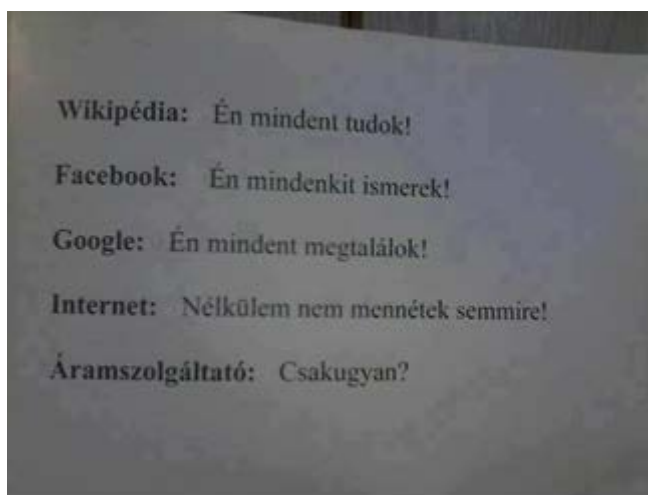 Wikipédia: Én mindent tudok!
Facebook: Én mindenkit ismerek!
Google: Én mindent megtalálok!
Internet: Nélkülem nem mennétek semmire!
Áramszolgáltató: Csakugyan?